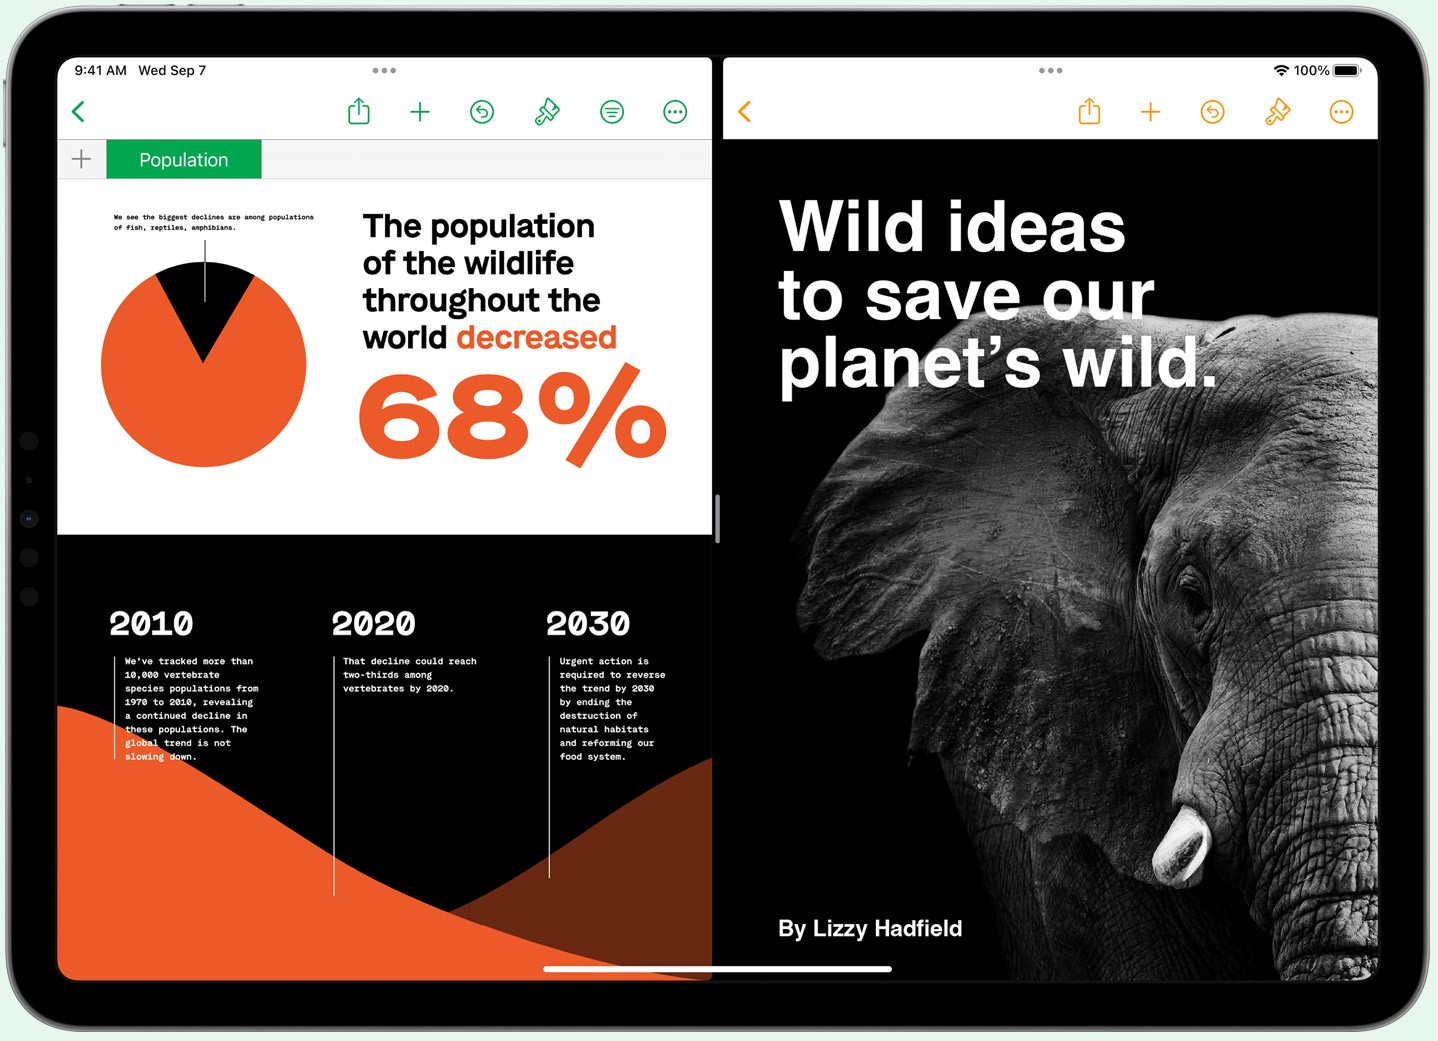 9:41 AM Wed Sep 7
100%
Population
We see the biggest declines are among populations
of fish, reptiles, amphibians.
The population
of the wildlife
throughout the
world decreased
68%
2010
We've tracked more than
10,000 vertebrate
species populations from
1970 to 2010, revealing
a continued decline in
these populations. The
global trend is not
slowing down.
2020
That decline could reach
two-thirds among
vertebrates by 2020.
2030
Urgent action is
required to reverse
the trend by 2030
by ending the
destruction of
natural habitats
and reforming our
food system.
Wild ideas
to save our
planet’s wild.
By Lizzy Hadfield